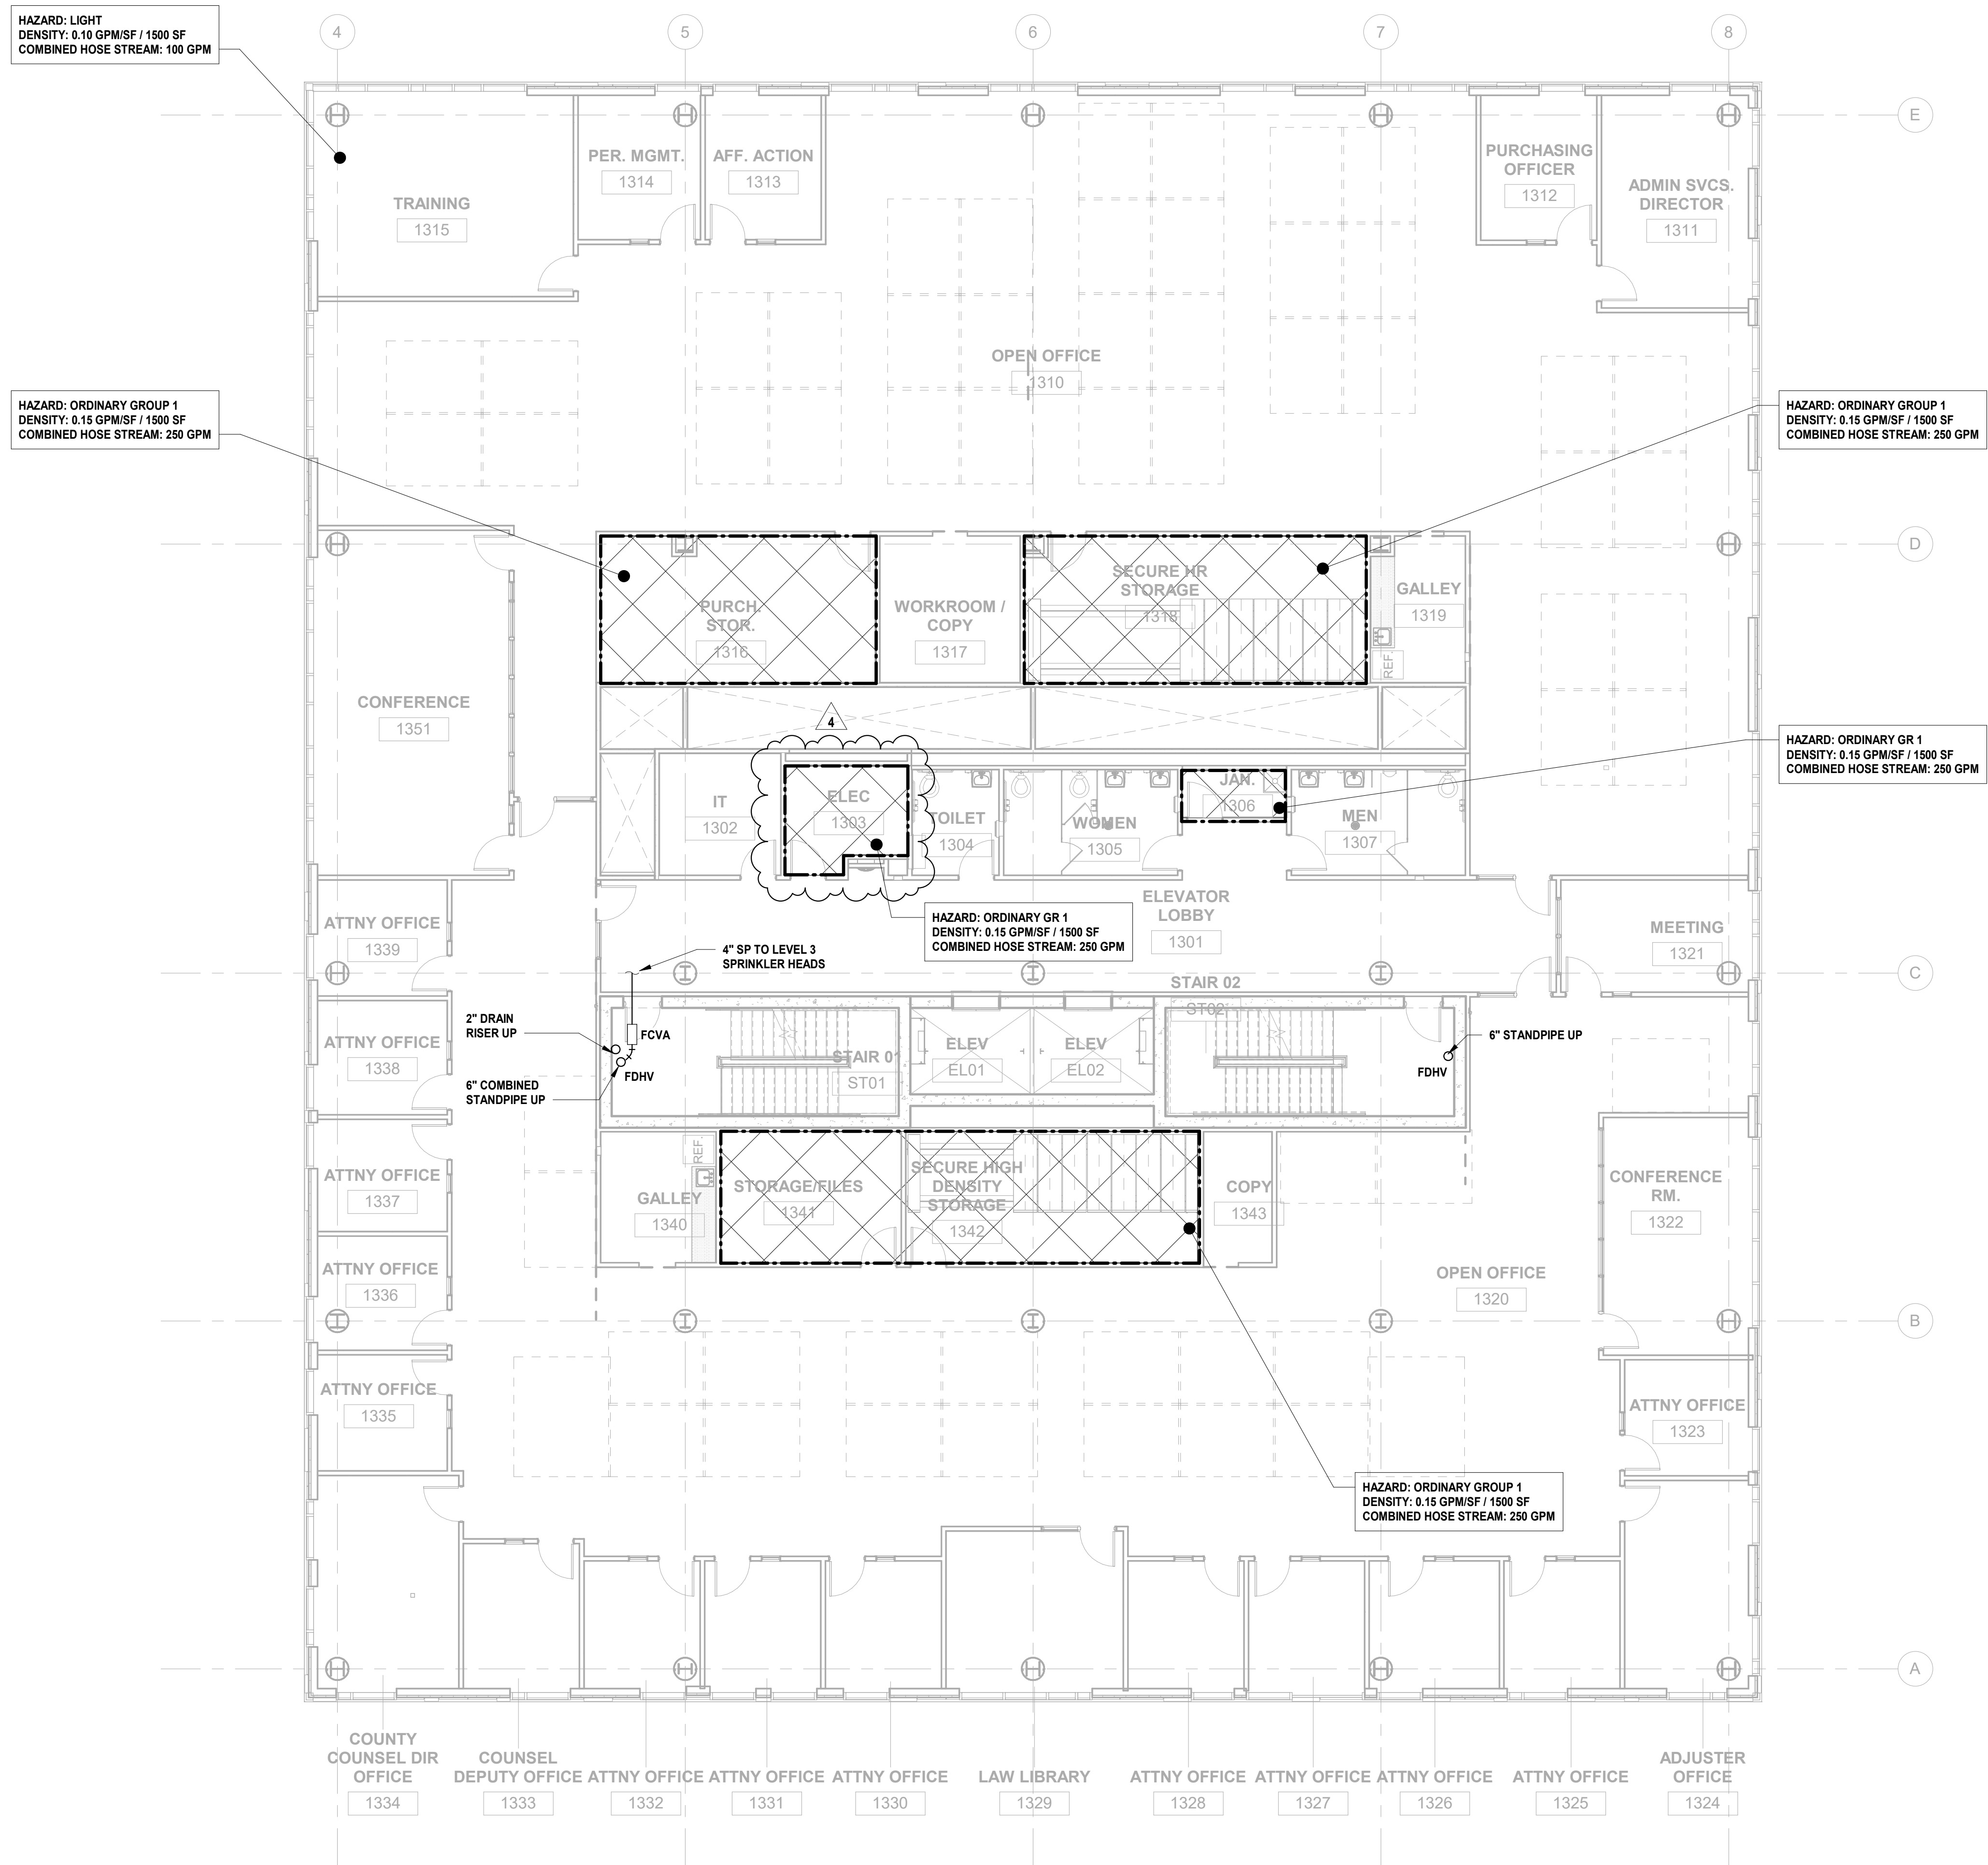 HAZARD: LIGHT
DENSITY: 0.10 GPM/SF / 1500 SF
COMBINED HOSE STREAM: 100 GPM
4
5
6
7
8
E
PER. MGMT.
1314
AFF. ACTION
1313
PURCHASING
OFFICER
1312
ADMIN SVCS.
DIRECTOR
1311
TRAINING
1315
OPEN OFFICE
1310
HAZARD: ORDINARY GROUP 1
DENSITY: 0.15 GPM/SF / 1500 SF
COMBINED HOSE STREAM: 250 GPM
HAZARD: ORDINARY GROUP 1
DENSITY: 0.15 GPM/SF / 1500 SF
COMBINED HOSE STREAM: 250 GPM
D
PURCH.
STOR.
1316
WORKROOM /
COPY
1317
SECURE HR
STORAGE
1318
GALLEY
1319
REF.
CONFERENCE
1351
4
HAZARD: ORDINARY GR 1
DENSITY: 0.15 GPM/SF / 1500 SF
COMBINED HOSE STREAM: 250 GPM
IT
1302
ELEC
1303
TOILET
1304
WOMEN
1305
JAN.
1306
MEN
1307
ATTNY OFFICE
1339
HAZARD: ORDINARY GR 1
DENSITY: 0.15 GPM/SF / 1500 SF
COMBINED HOSE STREAM: 250 GPM
ELEVATOR
LOBBY
1301
MEETING
1321
4" SP TO LEVEL 3
SPRINKLER HEADS
C
STAIR 02
ST02
2" DRAIN
RISER UP
FCVA
FDHV
6" COMBINED
STANDPIPE UP
ATTNY OFFICE
1338
STAIR 01
ST01
ELEV
EL01
ELEV
EL02
6" STANDPIPE UP
FDHV
ATTNY OFFICE
1337
REF.
GALLEY
1340
STORAGE/FILES
1341
SECURE HIGH
DENSITY
STORAGE
1342
COPY
1343
CONFERENCE
RM.
1322
ATTNY OFFICE
1336
OPEN OFFICE
1320
B
ATTNY OFFICE
1335
ATTNY OFFICE
1323
HAZARD: ORDINARY GROUP 1
DENSITY: 0.15 GPM/SF / 1500 SF
COMBINED HOSE STREAM: 250 GPM
A
COUNTY
COUNSEL DIR
OFFICE
1334
COUNSEL
DEPUTY OFFICE
1333
ATTNY OFFICE
1332
ATTNY OFFICE
1331
ATTNY OFFICE
1330
LAW LIBRARY
1329
ATTNY OFFICE
1328
ATTNY OFFICE
1327
ATTNY OFFICE
1326
ATTNY OFFICE
1325
ADJUSTER
OFFICE
1324